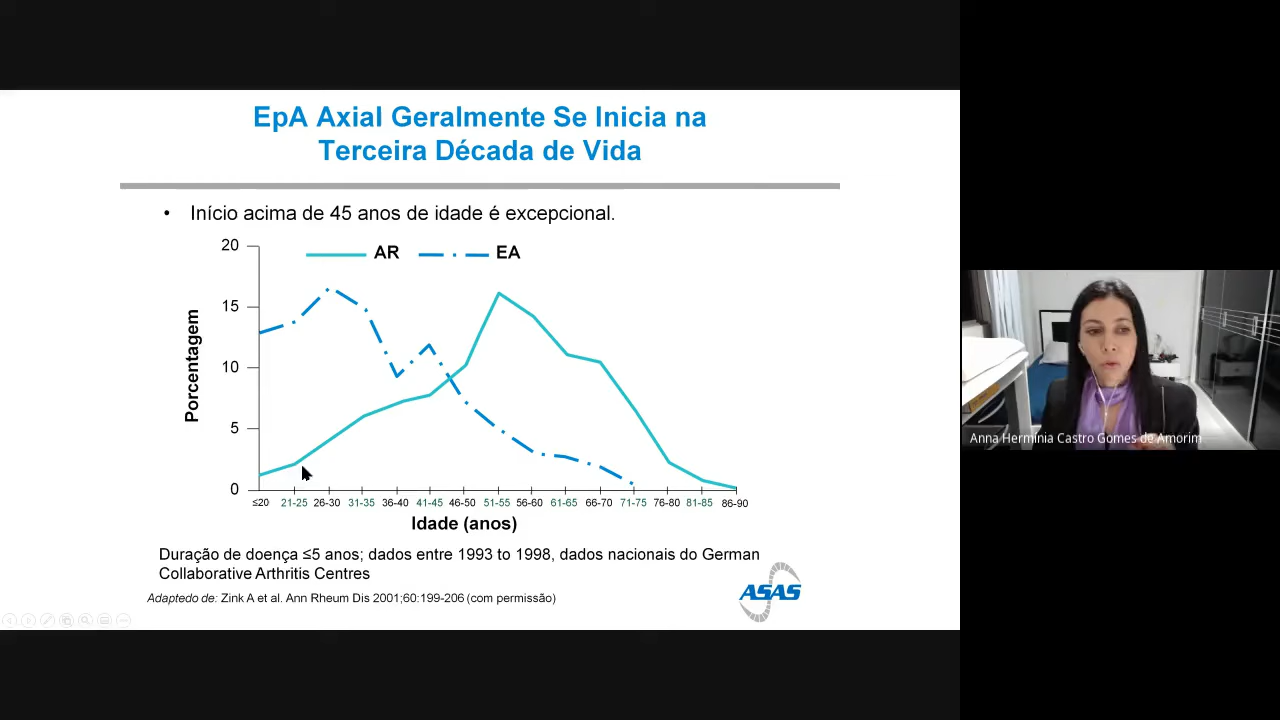 EpA Axial Geralmente Se Inicia na
Terceira Década de Vida
• Início acima de 45 anos de idade é excepcional.
AR EA
20
15
10
5
0
Porcentagem
≤20 21-25 26-30 31-35 36-40 41-45 46-50 51-55 56-60 61-65 66-70 71-75 76-80 81-85 86-90
Idade (anos)
Duração de doença ≤5 anos; dados entre 1993 to 1998, dados nacionais do German
Collaborative Arthritis Centres
Adaptedo de: Zink A et al. Ann Rheum Dis 2001;60:199-206 (com permissão)
ASAS
Anna Hermínia Castro Gomes de Amorim